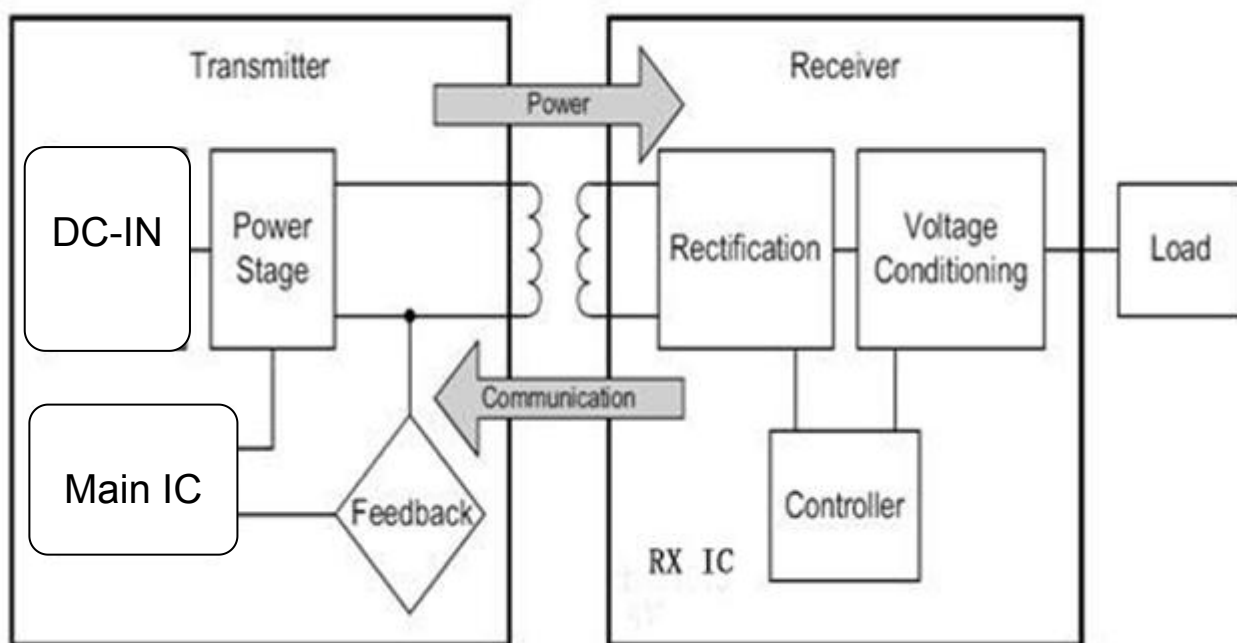 Transmitter
Receiver
Power
DC-IN
Power
Stage
Rectification
Voltage
Conditioning
Load
Communication
Main IC
Feedback
Controller
RX IC